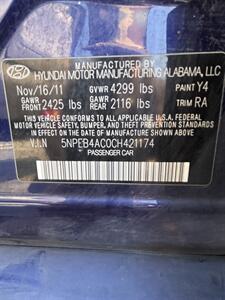 MANUFACTURED BY
HYUNDAI MOTOR MANUFACTURING ALABAMA, LLC
Nov/16/11 GVWR 4299 lbs PAINT Y4
GAWR FRONT 2425 lbs GAWR REAR 2116 lbs TRIM RA
THIS VEHICLE CONFORMS TO ALL APPLICABLE U.S. FEDERAL
MOTOR VEHICLE SAFETY, BUMPER, AND THEFT PREVENTION STANDARDS
IN EFFECT ON THE DATE OF MANUFACTURE SHOWN ABOVE.
V.I.N 5NPEB4AC0CH421174
PASSENGER CAR